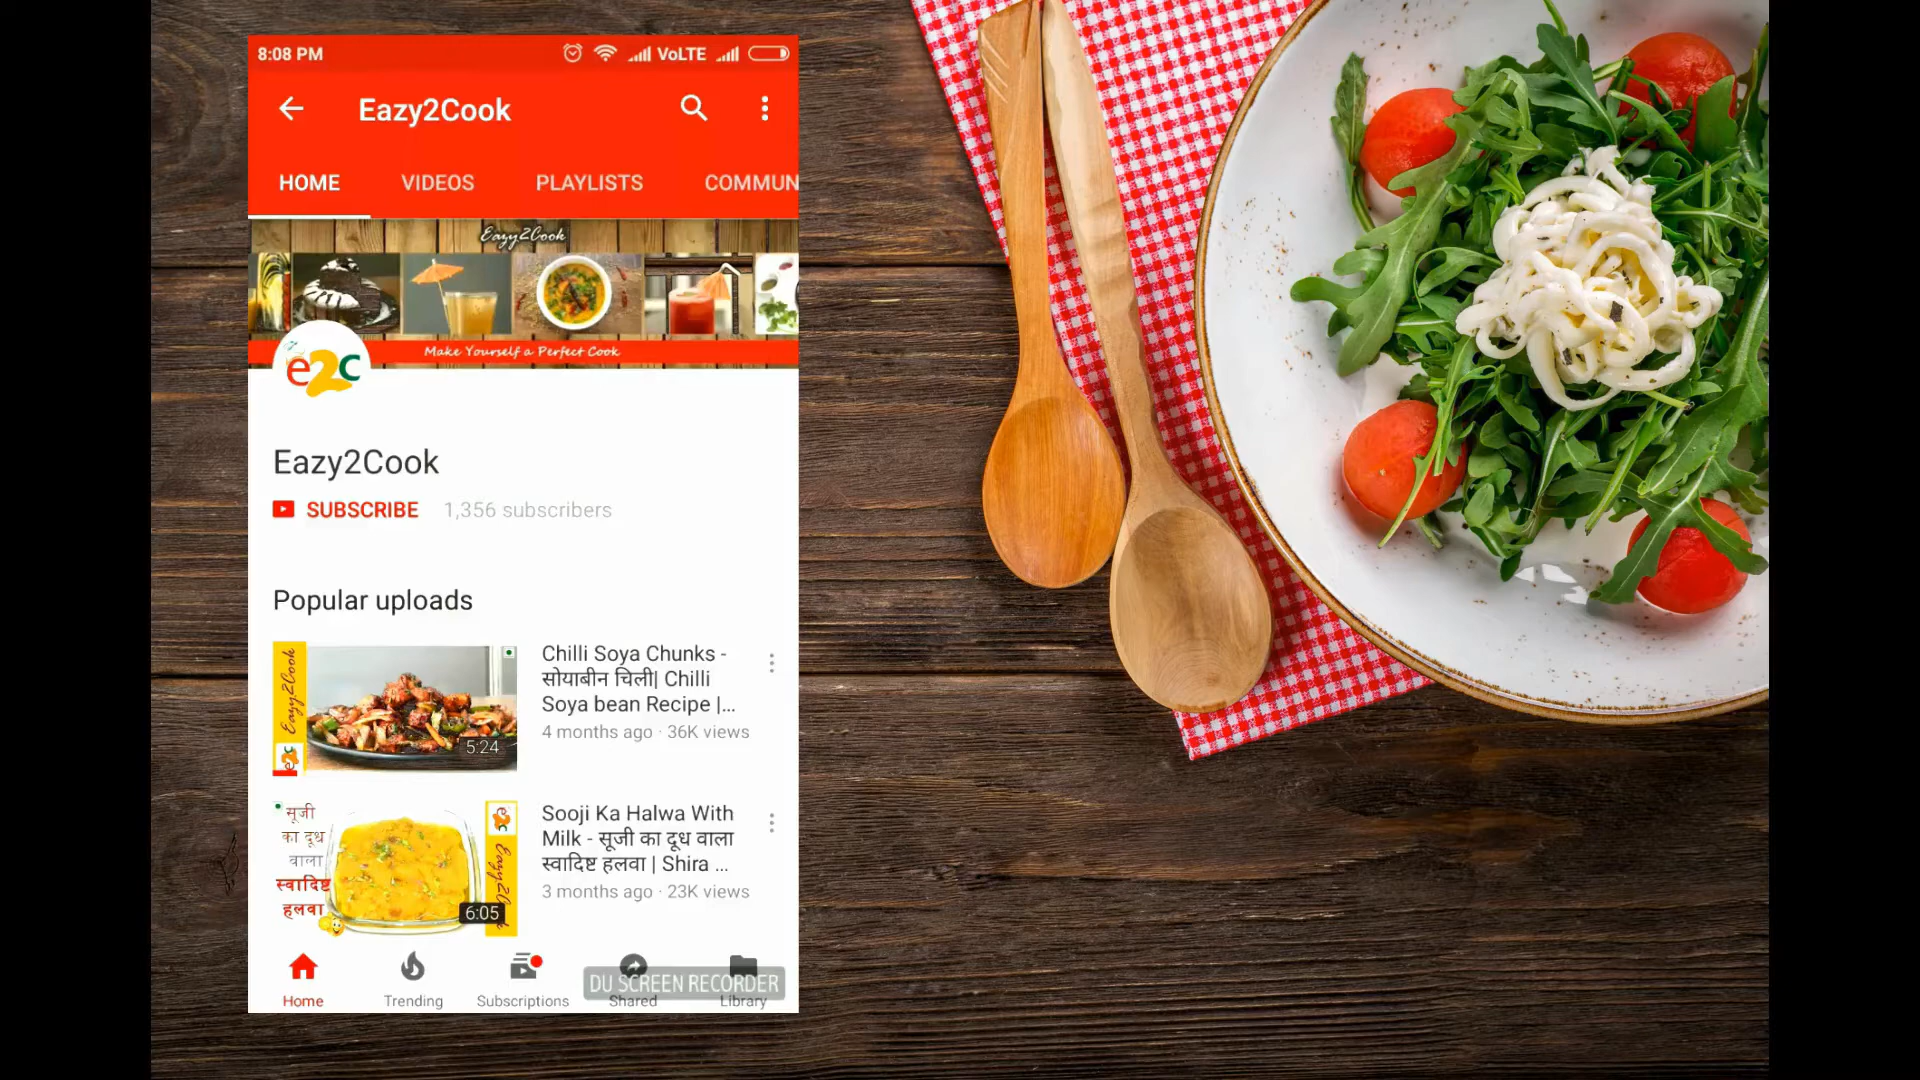 8:08 PM
VoLTE
Eazy2Cook
HOME VIDEOS PLAYLISTS COMMUN
Eazy2Cook
Make Yourself a Perfect Cook
e2c
Eazy2Cook
SUBSCRIBE 1,356 subscribers
Popular uploads
Eazy2Cook
e2c
5:24
Chilli Soya Chunks -
सोयाबीन चिली| Chilli
Soya bean Recipe |...
4 months ago · 36K views
सूजी
का दूध
वाला
स्वादिष्ट
हलवा
e2c
6:05
Sooji Ka Halwa With
Milk - सूजी का दूध वाला
स्वादिष्ट हलवा | Shira ...
3 months ago · 23K views
DU SCREEN RECORDER
Home Trending Subscriptions Shared Library